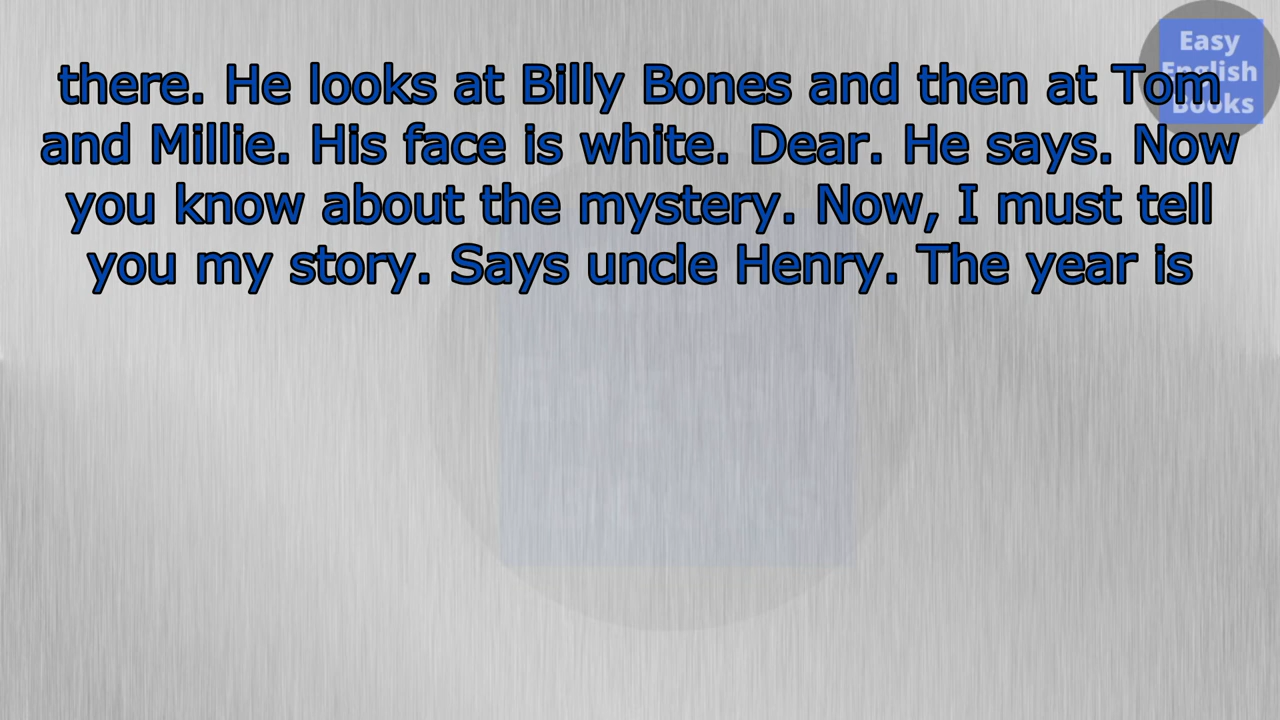 Easy
English
Books
there. He looks at Billy Bones and then at Tom
and Millie. His face is white. Dear. He says. Now
you know about the mystery. Now, I must tell
you my story. Says uncle Henry. The year is